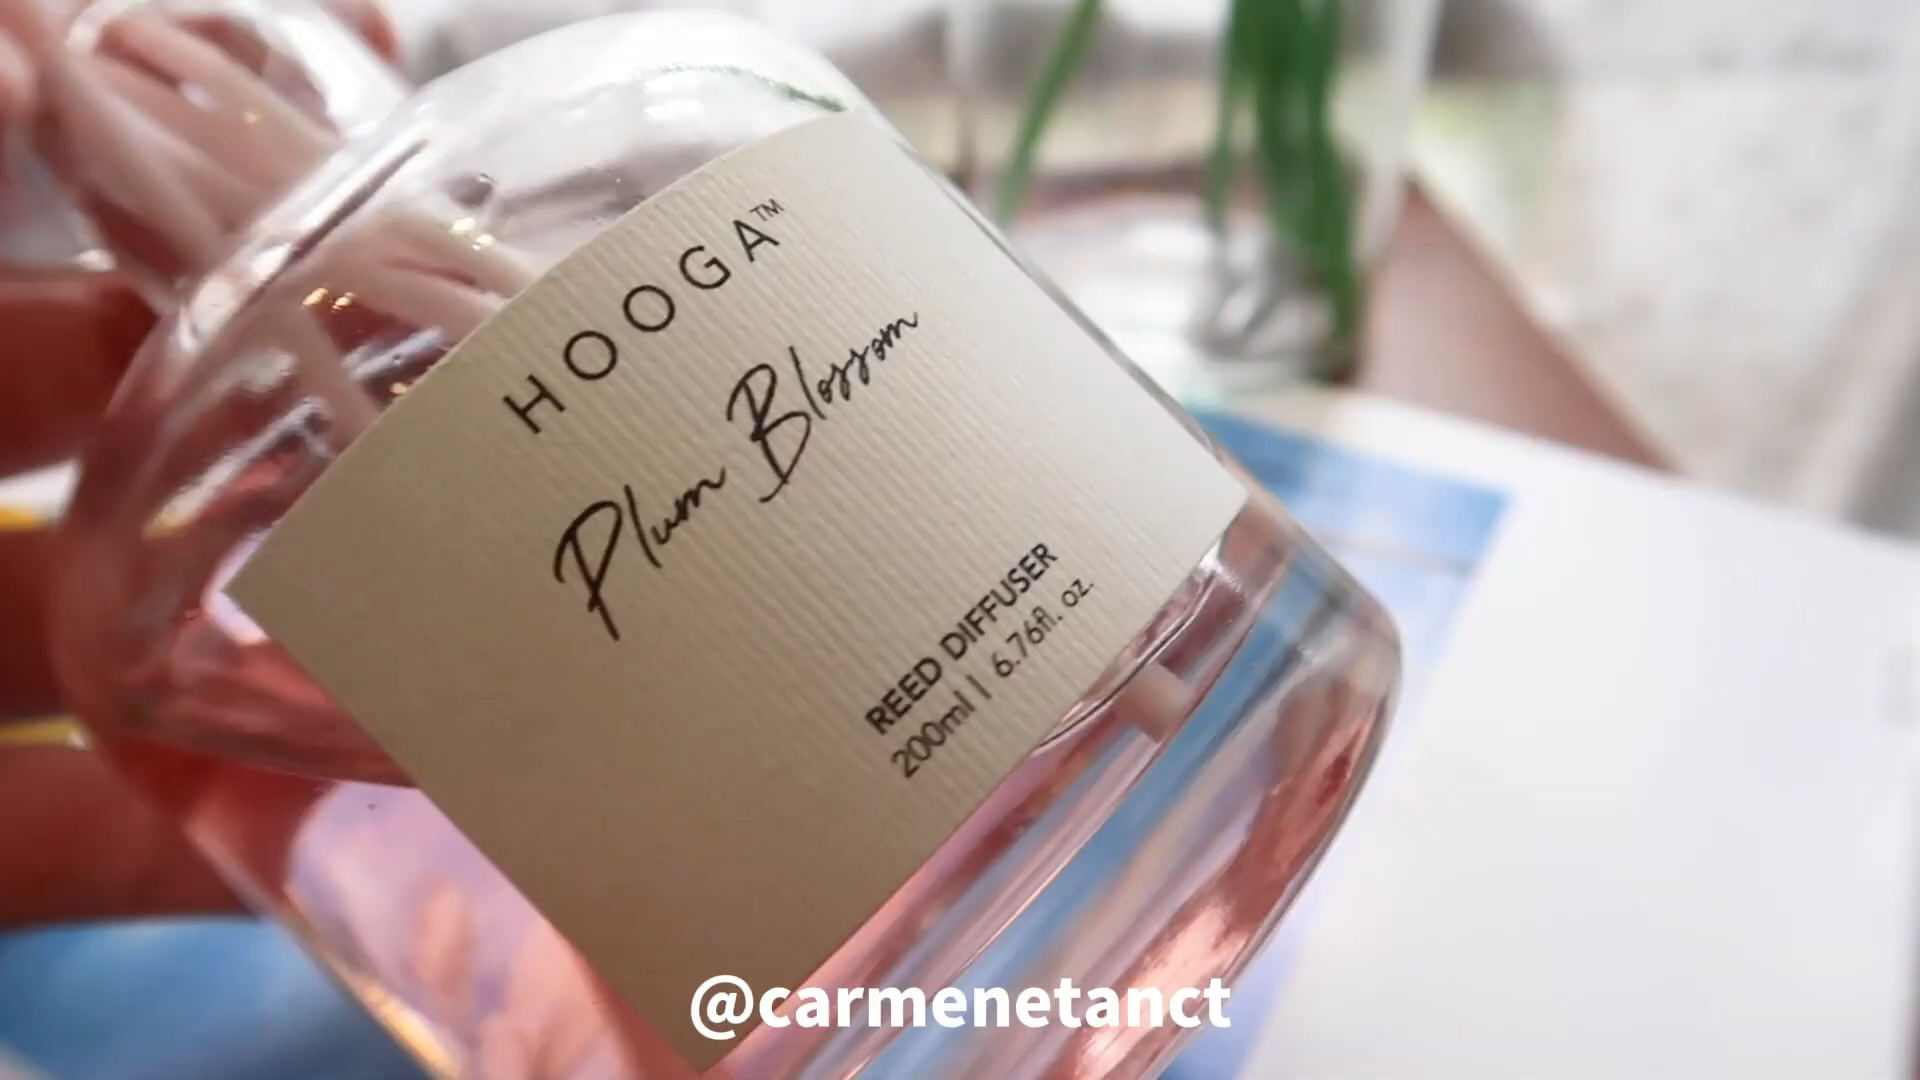 HOOGA™
Plum Blossom
REED DIFFUSER
200ml | 6.76fl. oz.
@carmenetanct